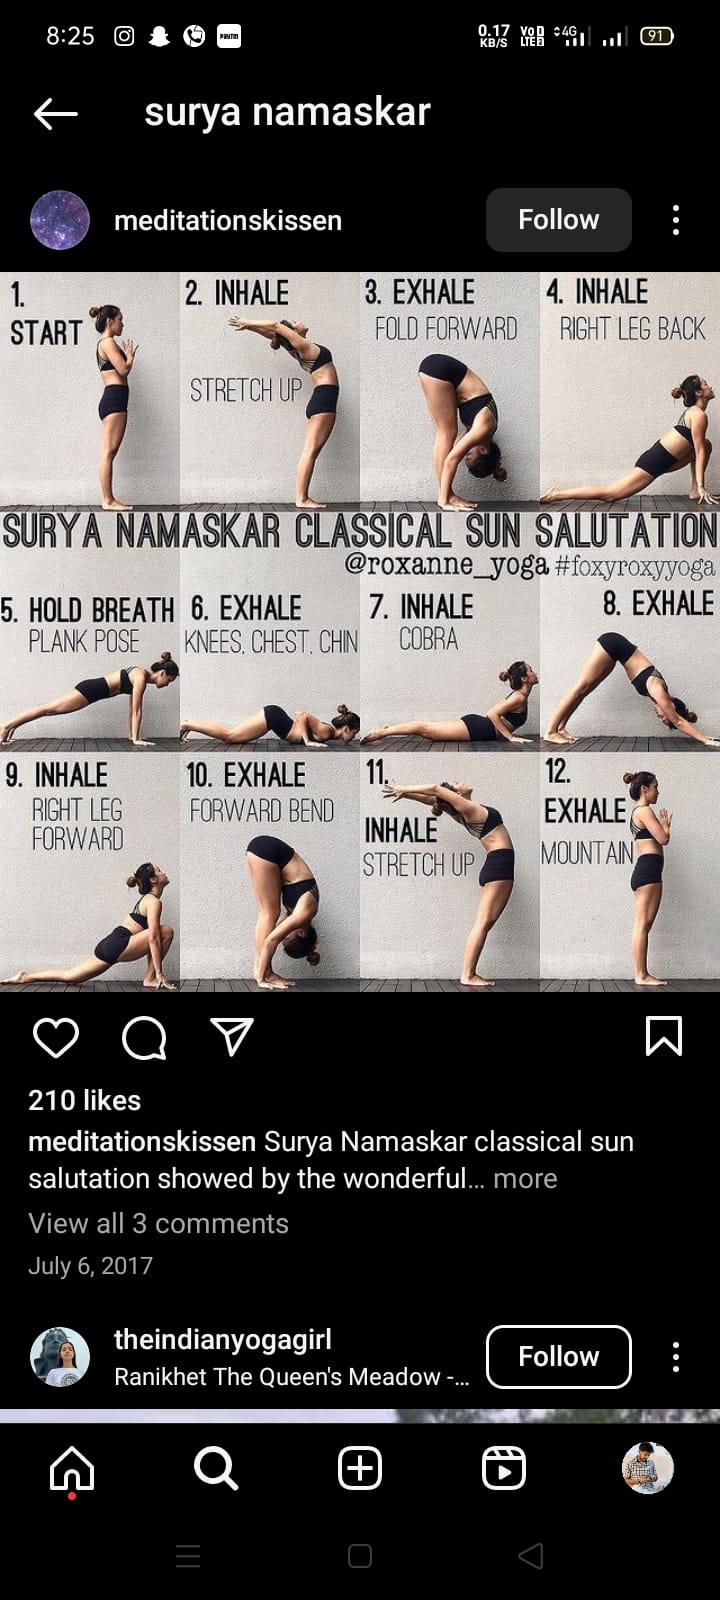 8:25
Paytm
0.17 KB/S
VoD LTE2
4G
91
surya namaskar
meditationskissen
Follow
1.
START
2. INHALE
STRETCH UP
3. EXHALE
FOLD FORWARD
4. INHALE
RIGHT LEG BACK
SURYA NAMASKAR CLASSICAL SUN SALUTATION
@roxanne_yoga #foxyroxyyoga
5. HOLD BREATH
PLANK POSE
6. EXHALE
KNEES, CHEST, CHIN
7. INHALE
COBRA
8. EXHALE
9. INHALE
RIGHT LEG
FORWARD
10. EXHALE
FORWARD BEND
11.
INHALE
STRETCH UP
12.
EXHALE
MOUNTAIN
210 likes
meditationskissen Surya Namaskar classical sun
salutation showed by the wonderful... more
View all 3 comments
July 6, 2017
theindianyogagirl
Follow
Ranikhet The Queen's Meadow -...